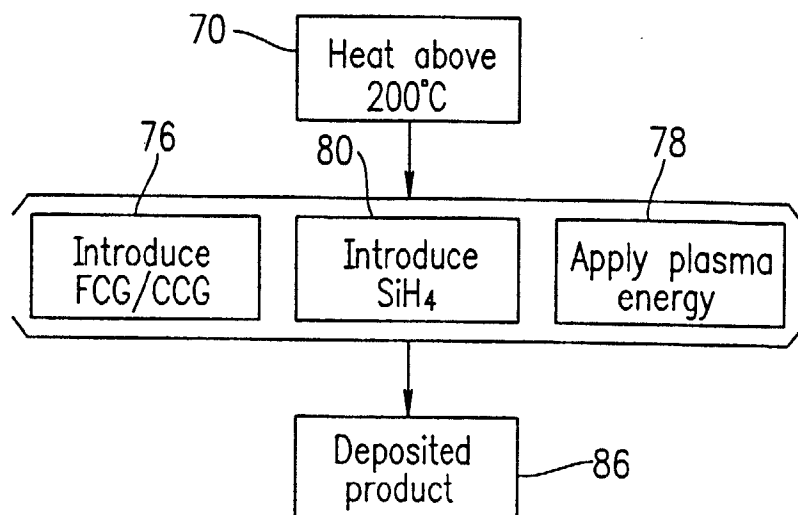 70
Heat above
200°C
76
80
78
Introduce
FCG/CCG
Introduce
SiH₄
Apply plasma
energy
Deposited
product
86